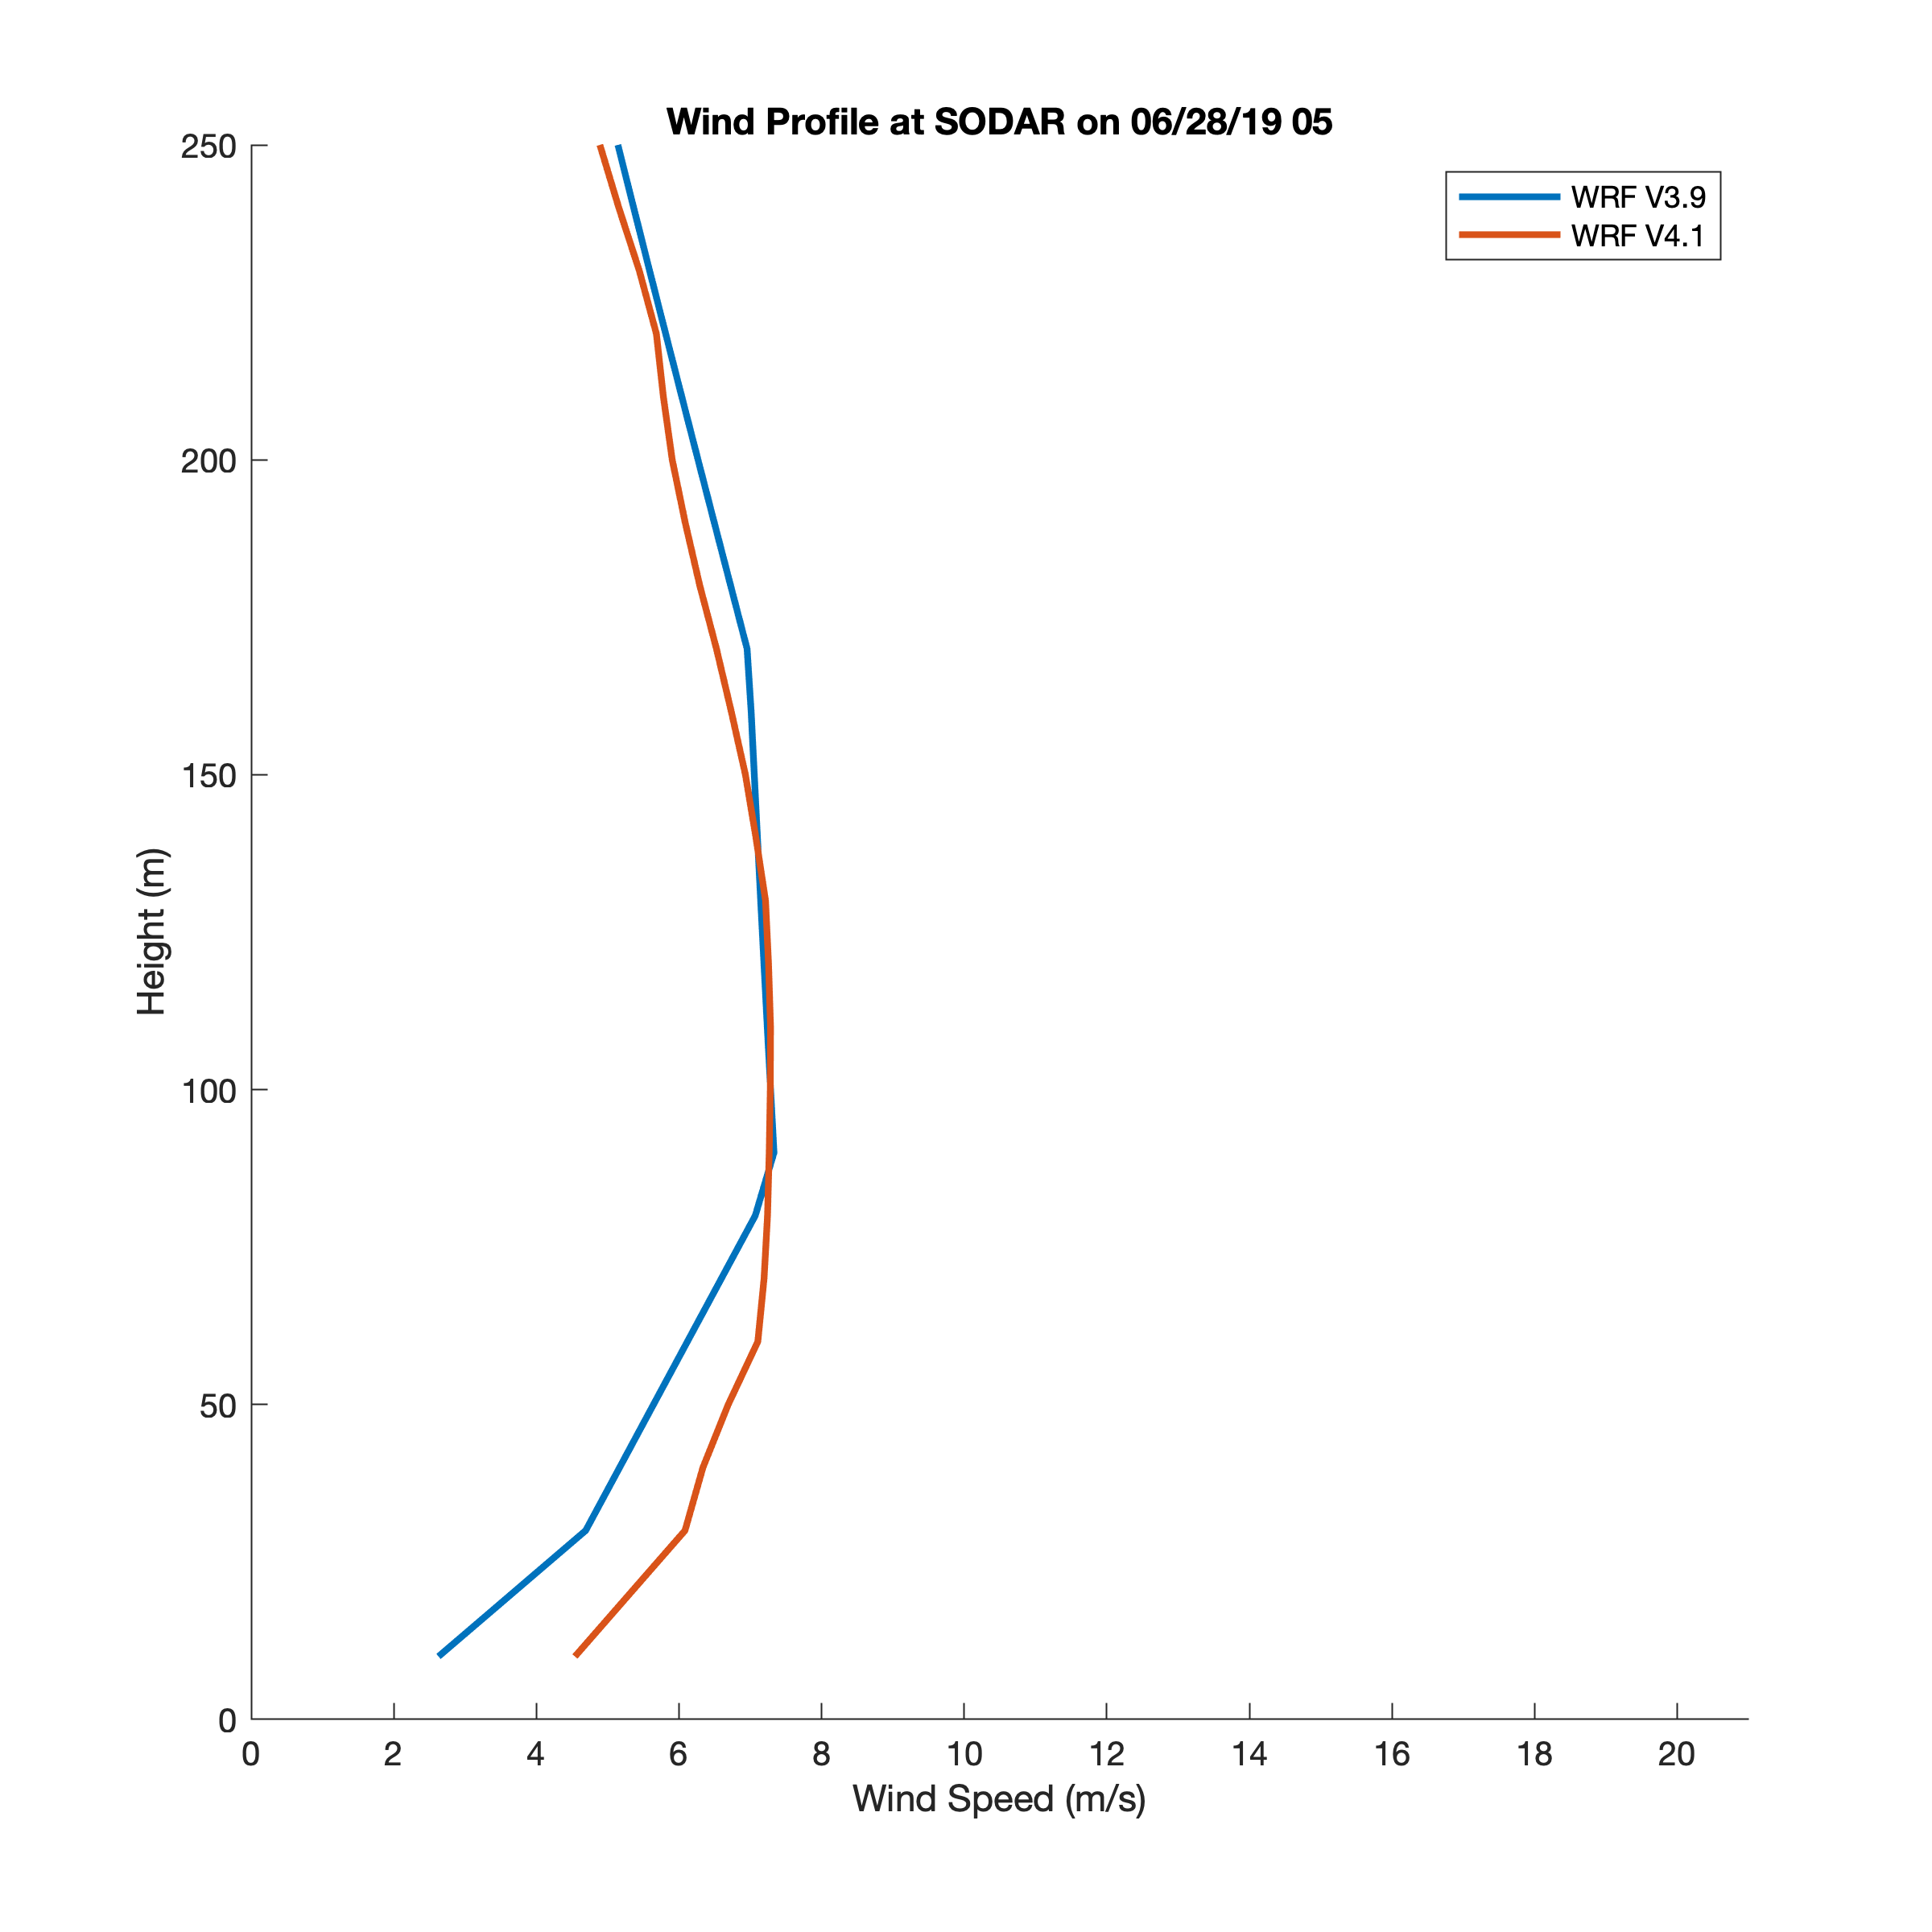 Wind Profile at SODAR on 06/28/19 05
WRF V3.9
WRF V4.1
250
200
150
100
50
0
Height (m)
0 2 4 6 8 10 12 14 16 18 20
Wind Speed (m/s)